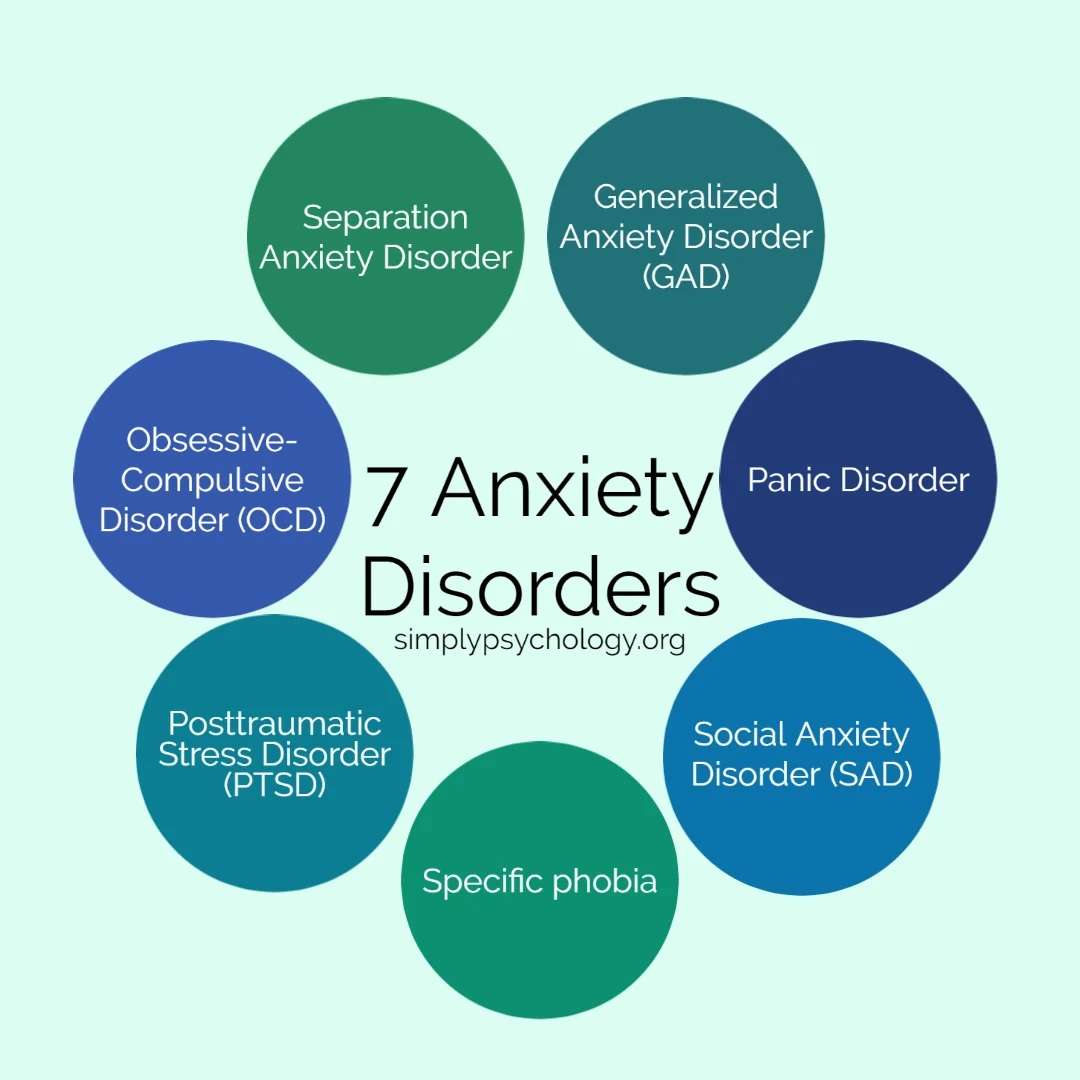 7 Anxiety
Disorders
simplypsychology.org
Separation
Anxiety Disorder
Generalized
Anxiety Disorder
(GAD)
Panic Disorder
Social Anxiety
Disorder (SAD)
Specific phobia
Posttraumatic
Stress Disorder
(PTSD)
Obsessive-
Compulsive
Disorder (OCD)